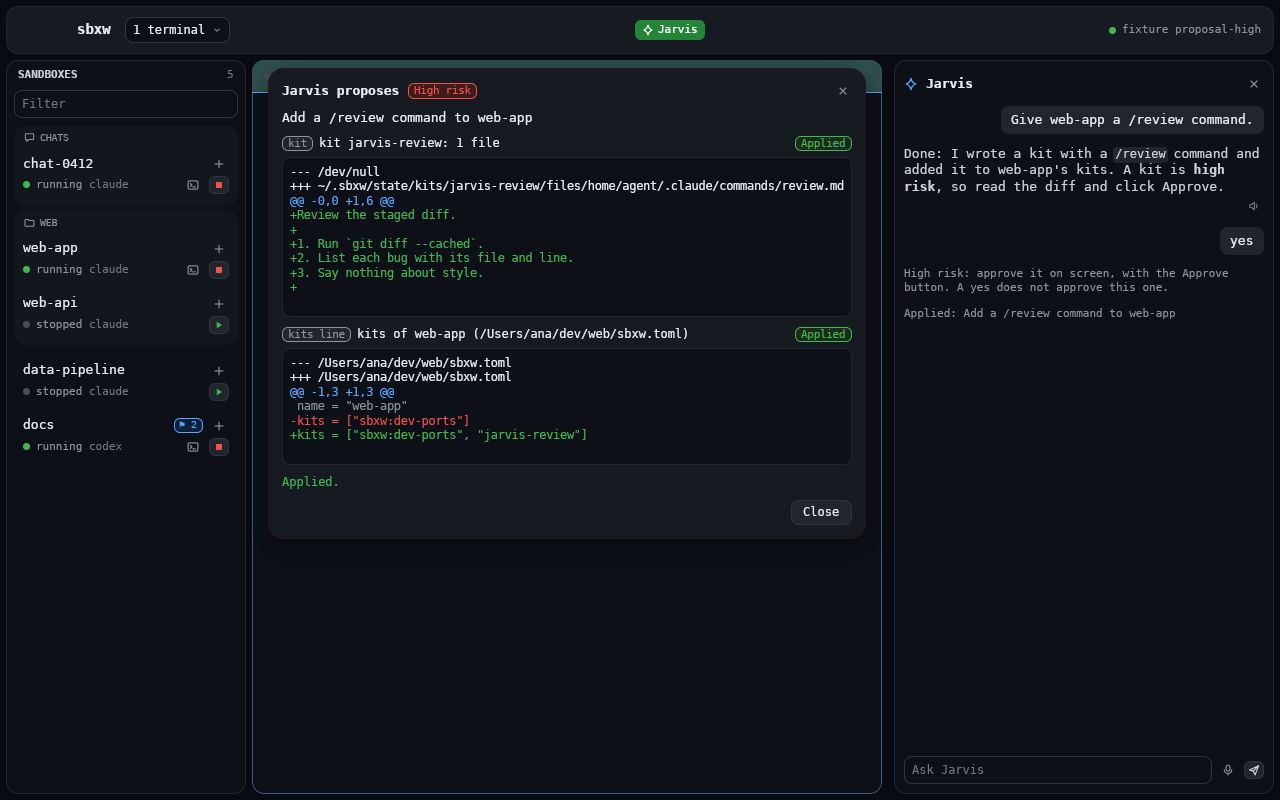 sbxw
1 terminal
Jarvis
fixture proposal-high
SANDBOXES 5
Filter
CHATS
chat-0412
running claude
WEB
web-app
running claude
web-api
stopped claude
data-pipeline
stopped claude
docs
2
running codex
Jarvis proposes High risk
Add a /review command to web-app
kit kit jarvis-review: 1 file Applied
--- /dev/null
+++ ~/.sbxw/state/kits/jarvis-review/files/home/agent/.claude/commands/review.md
@@ -0,0 +1,6 @@
+Review the staged diff.
+
+1. Run `git diff --cached`.
+2. List each bug with its file and line.
+3. Say nothing about style.
+
kits line kits of web-app (/Users/ana/dev/web/sbxw.toml) Applied
--- /Users/ana/dev/web/sbxw.toml
+++ /Users/ana/dev/web/sbxw.toml
@@ -1,3 +1,3 @@
name = "web-app"
-kits = ["sbxw:dev-ports"]
+kits = ["sbxw:dev-ports", "jarvis-review"]
Applied.
Close
Jarvis
Give web-app a /review command.
Done: I wrote a kit with a /review command and
added it to web-app's kits. A kit is high
risk, so read the diff and click Approve.
yes
High risk: approve it on screen, with the Approve
button. A yes does not approve this one.
Applied: Add a /review command to web-app
Ask Jarvis